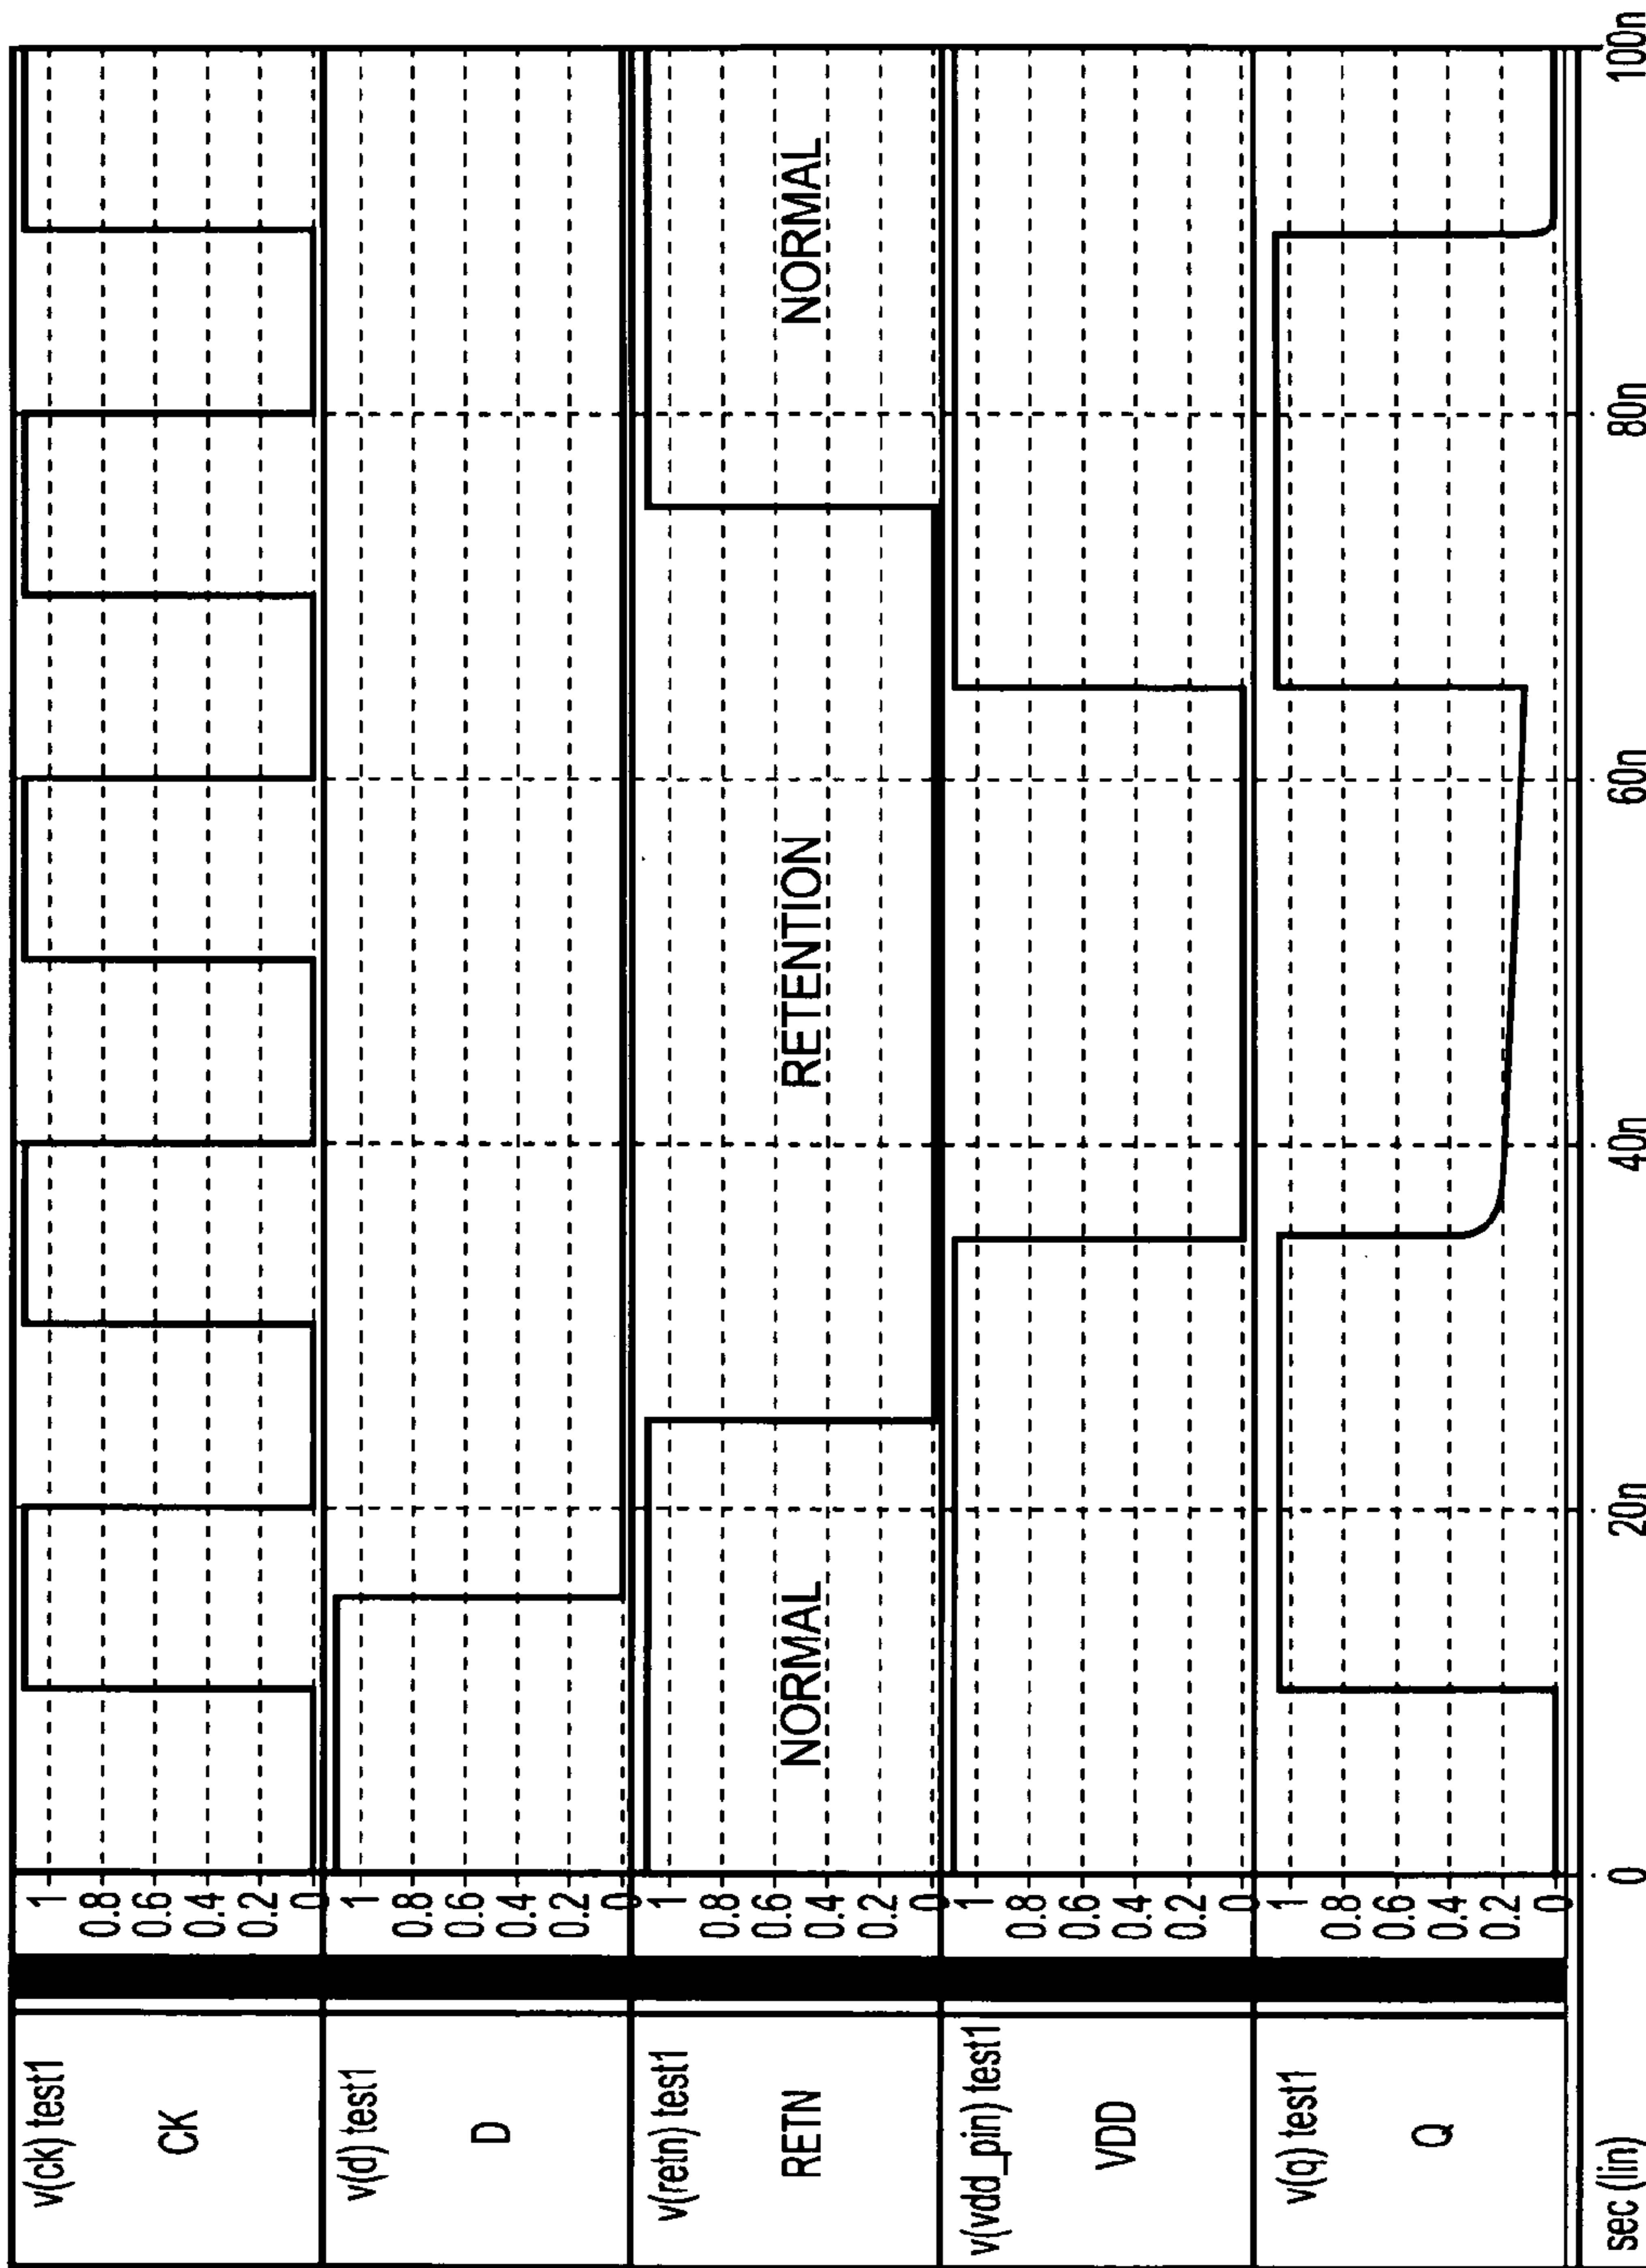 v(ck) test1
CK
1
0.8
0.6
0.4
0.2
0
v(d) test1
D
1
0.8
0.6
0.4
0.2
0
v(retn) test1
RETN
1
0.8
0.6
0.4
0.2
0
NORMAL
RETENTION
NORMAL
v(vdd_pin) test1
VDD
1
0.8
0.6
0.4
0.2
0
v(q) test1
Q
1
0.8
0.6
0.4
0.2
0
sec (lin)
0
20n
40n
60n
80n
100n